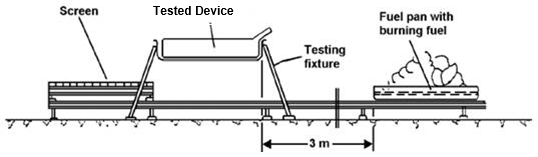 Screen
Tested Device
Fuel pan with
burning fuel
Testing
fixture
3 m